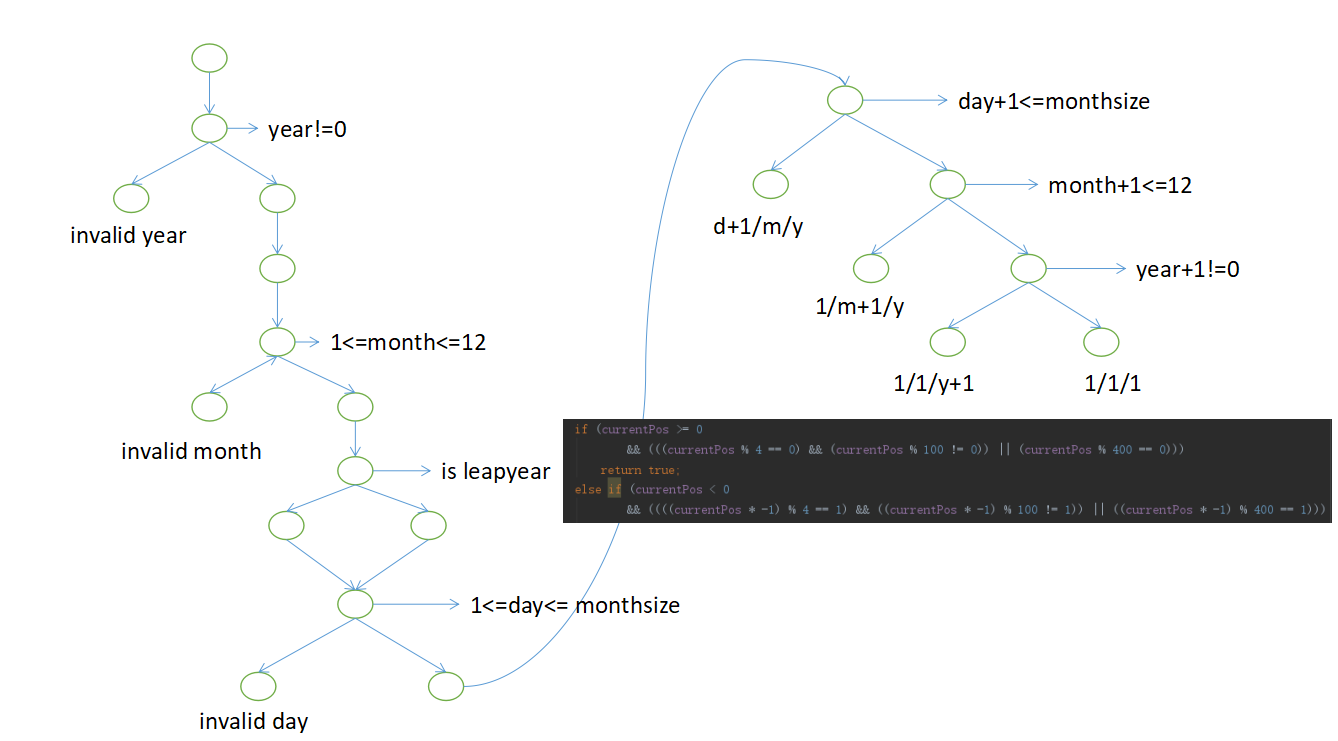 year!=0
invalid year
1<=month<=12
invalid month
is leapyear
1<=day<= monthsize
invalid day
day+1<=monthsize
d+1/m/y
month+1<=12
1/m+1/y
year+1!=0
1/1/y+1
1/1/1
if (currentPos >= 0
&& (((currentPos % 4 == 0) && (currentPos % 100 != 0)) || (currentPos % 400 == 0)))
return true;
else if (currentPos < 0
&& ((((currentPos * -1) % 4 == 1) && ((currentPos * -1) % 100 != 1)) || ((currentPos * -1) % 400 == 1)))